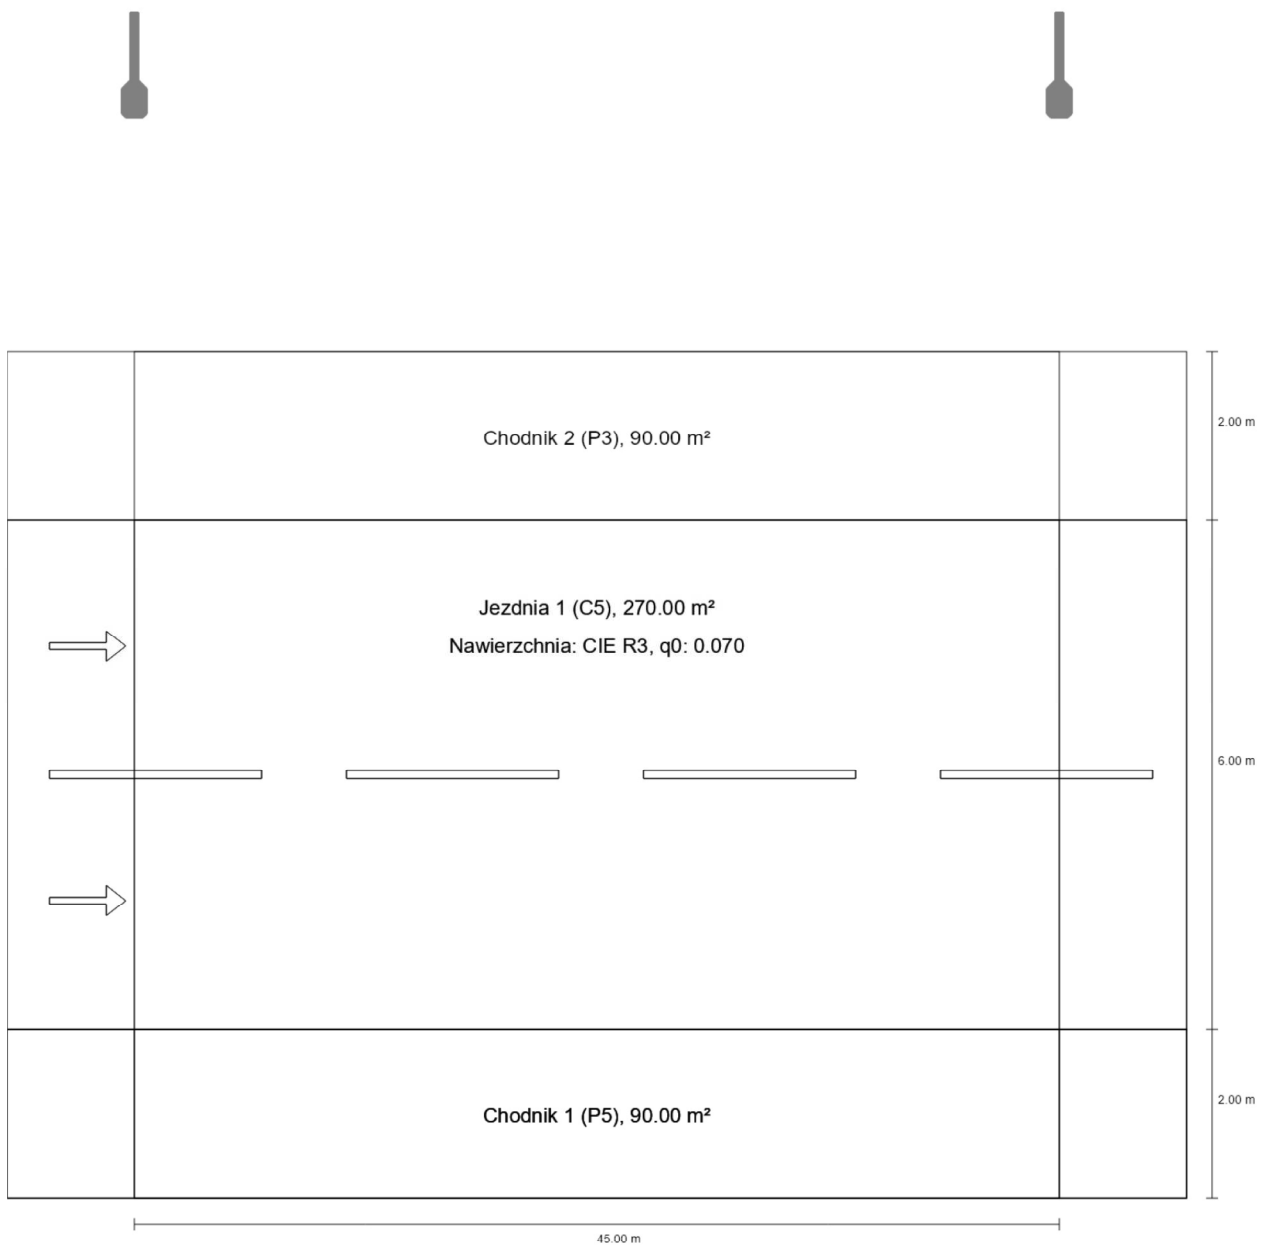 Chodnik 2 (P3), 90.00 m²
2.00 m
Jezdnia 1 (C5), 270.00 m²
Nawierzchnia: CIE R3, q0: 0.070
6.00 m
Chodnik 1 (P5), 90.00 m²
2.00 m
45.00 m